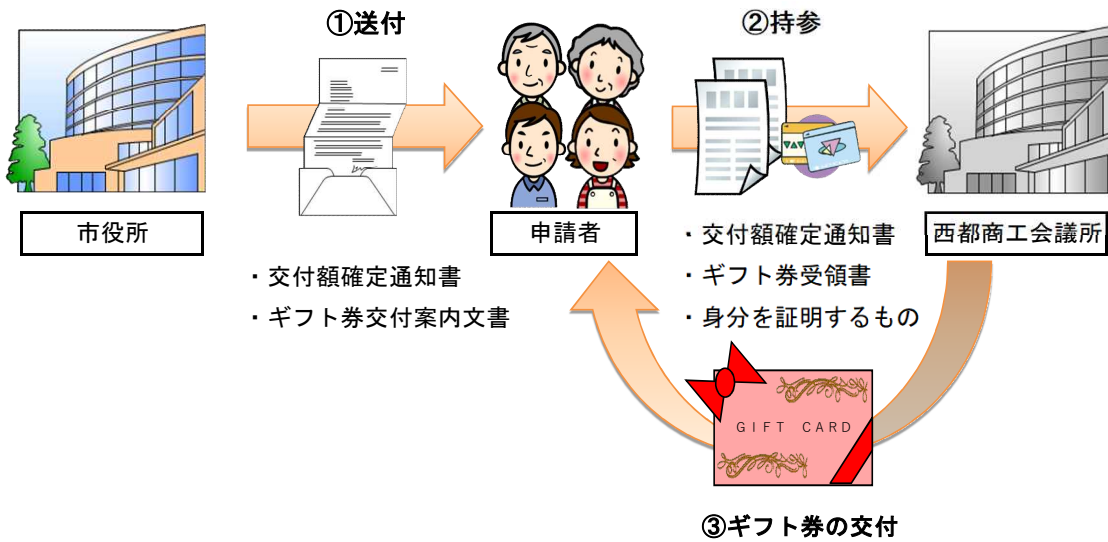 ①送付
②持参
市役所
申請者
西都商工会議所
・交付額確定通知書
・ギフト券交付案内文書
・交付額確定通知書
・ギフト券受領書
・身分を証明するもの
GIFT CARD
③ギフト券の交付